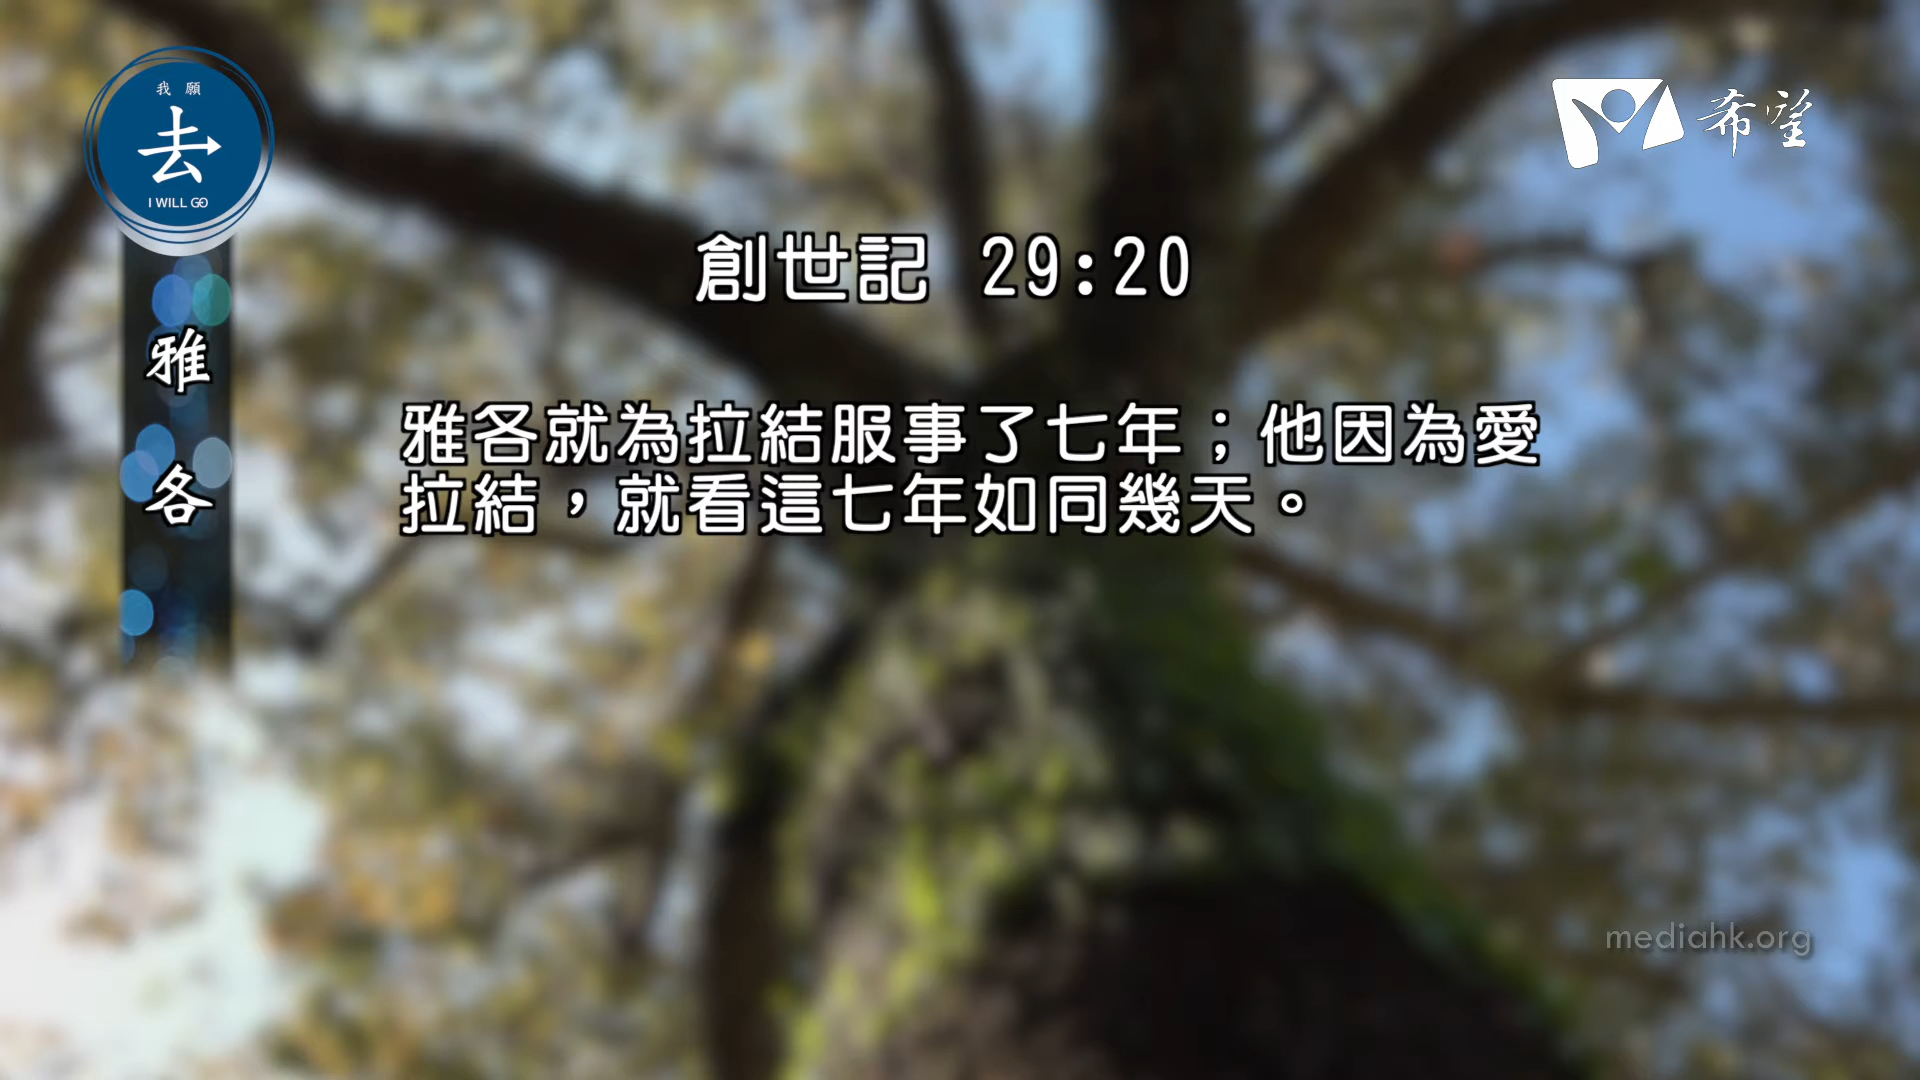 我願
去
I WILL GO
希望
創世記 29:20
雅各
雅各就為拉結服事了七年；他因為愛
拉結，就看這七年如同幾天。
mediahk.org